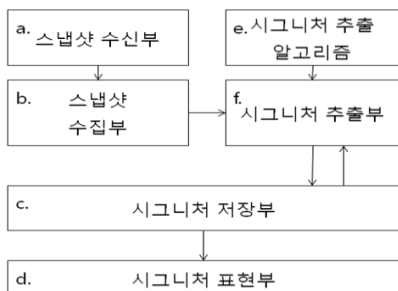 a. 스냅샷 수신부
e. 시그니처 추출
알고리즘
b. 스냅샷
수집부
f. 시그니처 추출부
c. 시그니처 저장부
d. 시그니처 표현부